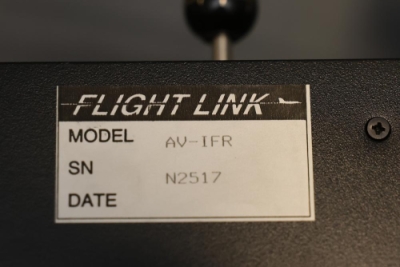 FLIGHT LINK
MODEL AV-IFR
SN N2517
DATE